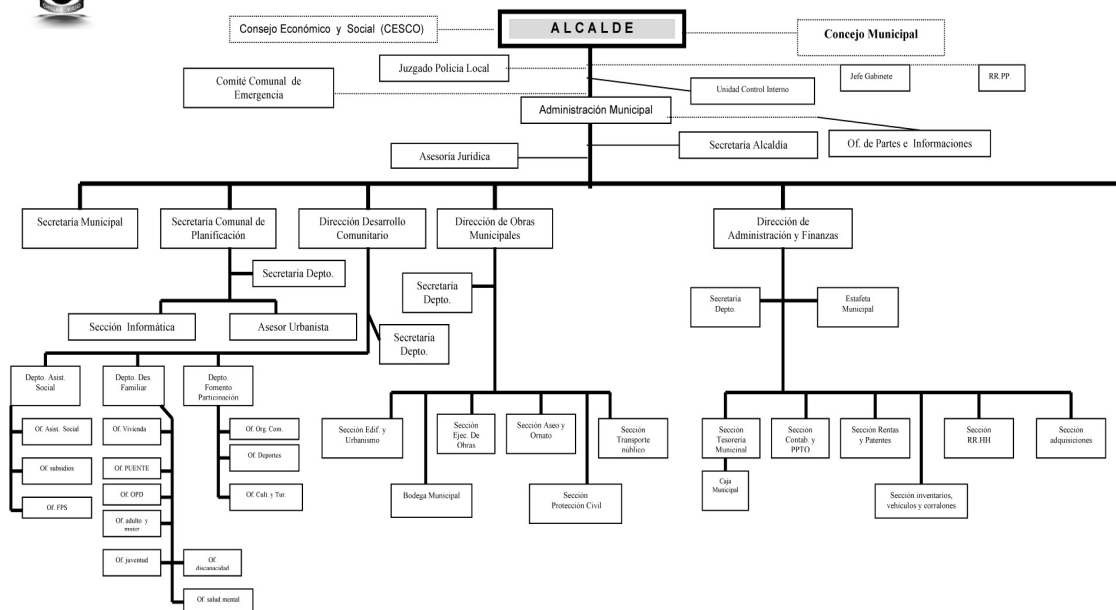 Consejo Económico y Social (CESCO)
ALCALDE
Concejo Municipal
Juzgado Policia Local
Comité Comunal de
Emergencia
Jefe Gabinete
RR.PP.
Unidad Control Interno
Administración Municipal
Secretaría Alcaldía
Of. de Partes e Informaciones
Asesoría Jurídica
Secretaría Municipal
Secretaría Comunal de
Planificación
Dirección Desarrollo
Comunitario
Dirección de Obras
Municipales
Dirección de
Administración y Finanzas
Secretaria Depto.
Secretaria
Depto.
Secretaria
Depto.
Estafeta
Municipal
Sección Informática
Asesor Urbanista
Secretaria
Depto.
Depto. Asist.
Social
Depto. Des.
Familiar
Depto.
Fomento
Participación
Of. Asist. Social
Of. subsidios
Of. FPS
Of. Vivienda
Of. PUENTE
Of. OPD
Of. adulto y
mujer
Of. juventud
Of.
discapacidad
Of. salud mental
Of. Org. Com.
Of. Deportes
Of. Cult. y Tur.
Sección Edif. y
Urbanismo
Sección
Ejec. De
Obras
Sección Aseo y
Ornato
Sección
Transporte
público
Bodega Municipal
Sección
Protección Civil
Sección
Tesorería
Municipal
Sección
Contab. y
PPTO
Sección Rentas
y Patentes
Sección
RR.HH
Sección
adquisiciones
Caja
Municipal
Sección inventarios,
vehículos y corralones